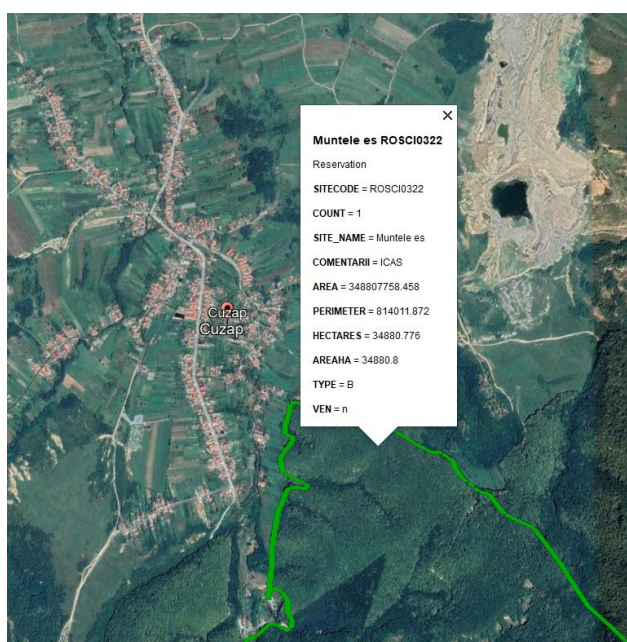 Muntele es ROSCI0322
Reservation
SITECODE = ROSCI0322
COUNT = 1
SITE_NAME = Muntele es
COMENTARII = ICAS
AREA = 348807758.458
PERIMETER = 814011.872
HECTARES = 34880.776
AREAHA = 34880.8
TYPE = B
VEN = n
Cuzap
Cuzap